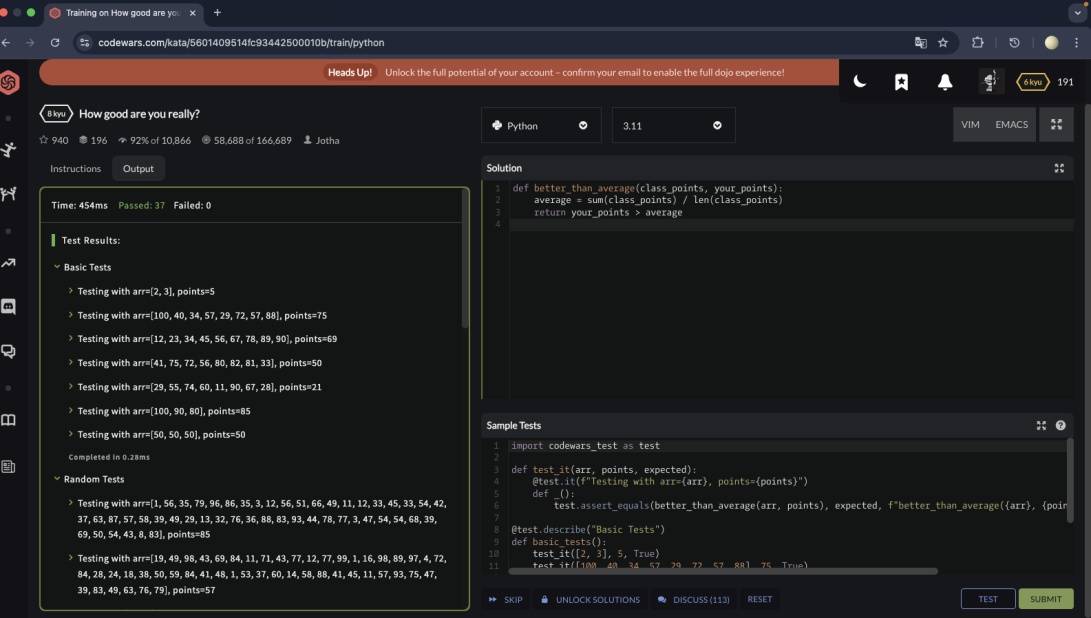 Training on How good are you
codewars.com/kata/5601409514fc93442500010b/train/python
Heads Up! Unlock the full potential of your account – confirm your email to enable the full dojo experience!
6 kyu 191
8 kyu How good are you really?
940 196 92% of 10,866 58,688 of 166,689 Jotha
Instructions Output
Time: 454ms Passed: 37 Failed: 0
Test Results:
Basic Tests
Testing with arr=[2, 3], points=5
Testing with arr=[100, 40, 34, 57, 29, 72, 57, 88], points=75
Testing with arr=[12, 23, 34, 45, 56, 67, 78, 89, 90], points=69
Testing with arr=[41, 75, 72, 56, 80, 82, 81, 33], points=50
Testing with arr=[29, 55, 74, 60, 11, 90, 67, 28], points=21
Testing with arr=[100, 90, 80], points=85
Testing with arr=[50, 50, 50], points=50
Completed in 0.28ms
Random Tests
Testing with arr=[1, 56, 35, 79, 96, 86, 35, 3, 12, 56, 51, 66, 49, 11, 12, 33, 45, 33, 54, 42,
37, 63, 87, 57, 58, 39, 49, 29, 13, 32, 76, 36, 88, 83, 93, 44, 78, 77, 3, 47, 54, 54, 68, 39,
69, 50, 54, 43, 8, 83], points=85
Testing with arr=[19, 49, 98, 43, 69, 84, 11, 71, 43, 77, 12, 77, 99, 1, 16, 98, 89, 97, 4, 72,
84, 28, 24, 18, 38, 50, 59, 84, 41, 48, 1, 53, 37, 60, 14, 58, 88, 41, 45, 11, 57, 93, 75, 47,
39, 83, 49, 63, 76, 79], points=57
Python 3.11
VIM EMACS
Solution
1 def better_than_average(class_points, your_points):
2 average = sum(class_points) / len(class_points)
3 return your_points > average
4
Sample Tests
1 import codewars_test as test
2
3 def test_it(arr, points, expected):
4 @test.it(f"Testing with arr={arr}, points={points}")
5 def _():
6 test.assert_equals(better_than_average(arr, points), expected, f"better_than_average({arr}, {poin
7
8 @test.describe("Basic Tests")
9 def basic_tests():
10 test_it([2, 3], 5, True)
11 test_it([100, 40, 34, 57, 29, 72, 57, 88], 75, True)
SKIP UNLOCK SOLUTIONS DISCUSS (113) RESET TEST SUBMIT